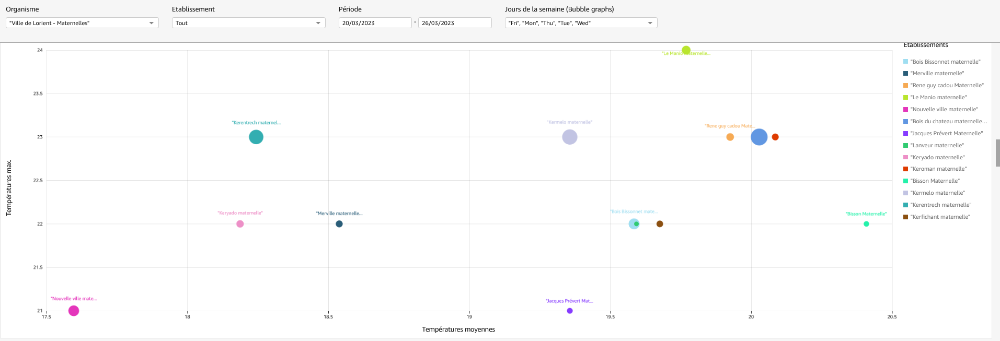 Organisme
Etablissement
Période
Jours de la semaine (Bubble graphs)
"Ville de Lorient - Maternelles"
Tout
20/03/2023 - 26/03/2023
"Fri", "Mon", "Thu", "Tue", "Wed"
Etablissements
"Bois Bissonnet maternelle"
"Merville maternelle"
"Rene guy cadou Maternelle"
"Le Manio maternelle"
"Nouvelle ville maternelle"
"Bois du chateau maternelle...
"Jacques Prévert Maternelle"
"Lanveur maternelle"
"Keryado maternelle"
"Keroman maternelle"
"Bisson Maternelle"
"Kermelo maternelle"
"Kerentrech maternelle"
"Kerfichant maternelle"
Températures max.
24
23.5
23
22.5
22
21.5
21
"Le Manio maternelle...
"Kerentrech maternel...
"Kermelo maternelle"
"Rene guy cadou Mate...
"Keryado maternelle"
"Merville maternelle...
"Bois Bissonnet mate...
"Bisson Maternelle"
"Nouvelle ville mate...
"Jacques Prévert Mat...
17.5
18
18.5
19
19.5
20
20.5
Températures moyennes